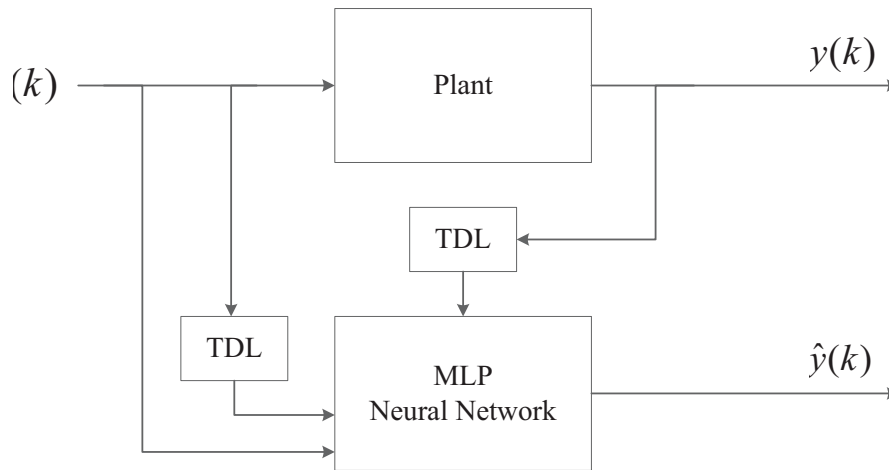 (k)
Plant
y(k)
TDL
TDL
MLP
Neural Network
ŷ(k)